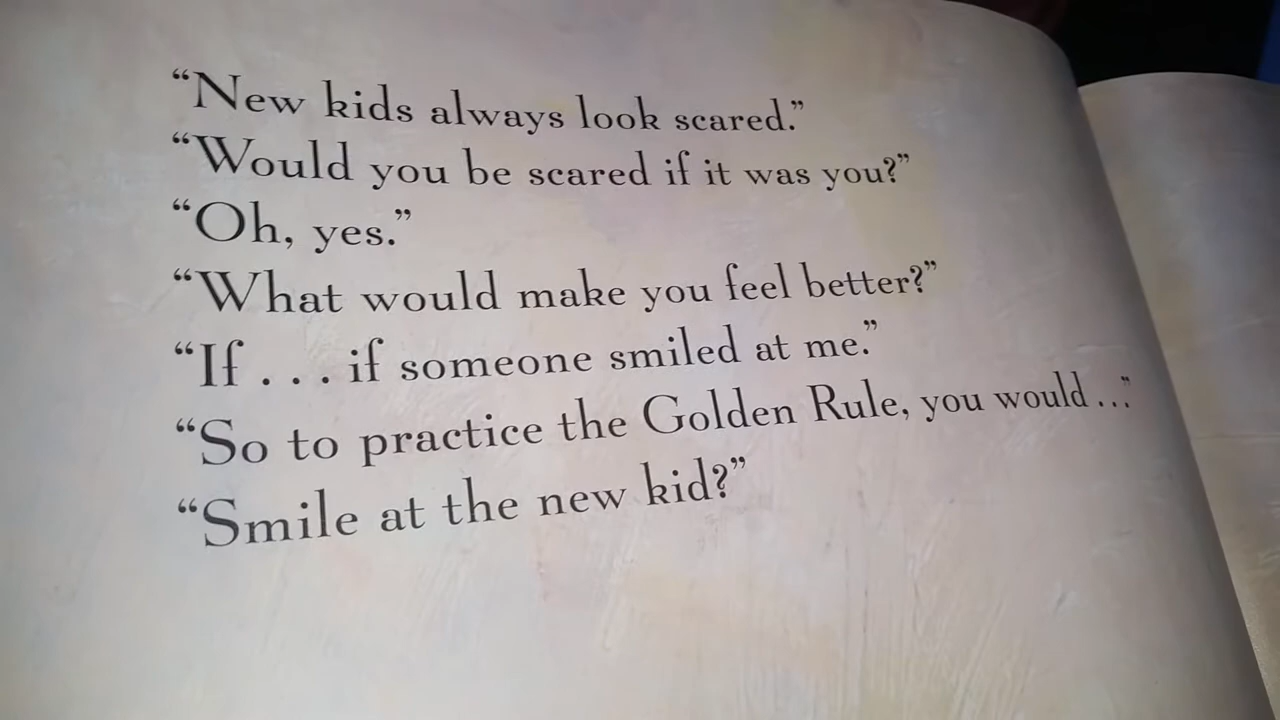 “New kids always look scared.”
“Would you be scared if it was you?”
“Oh, yes.”
“What would make you feel better?”
“If . . . if someone smiled at me.”
“So to practice the Golden Rule, you would . . .”
“Smile at the new kid?”